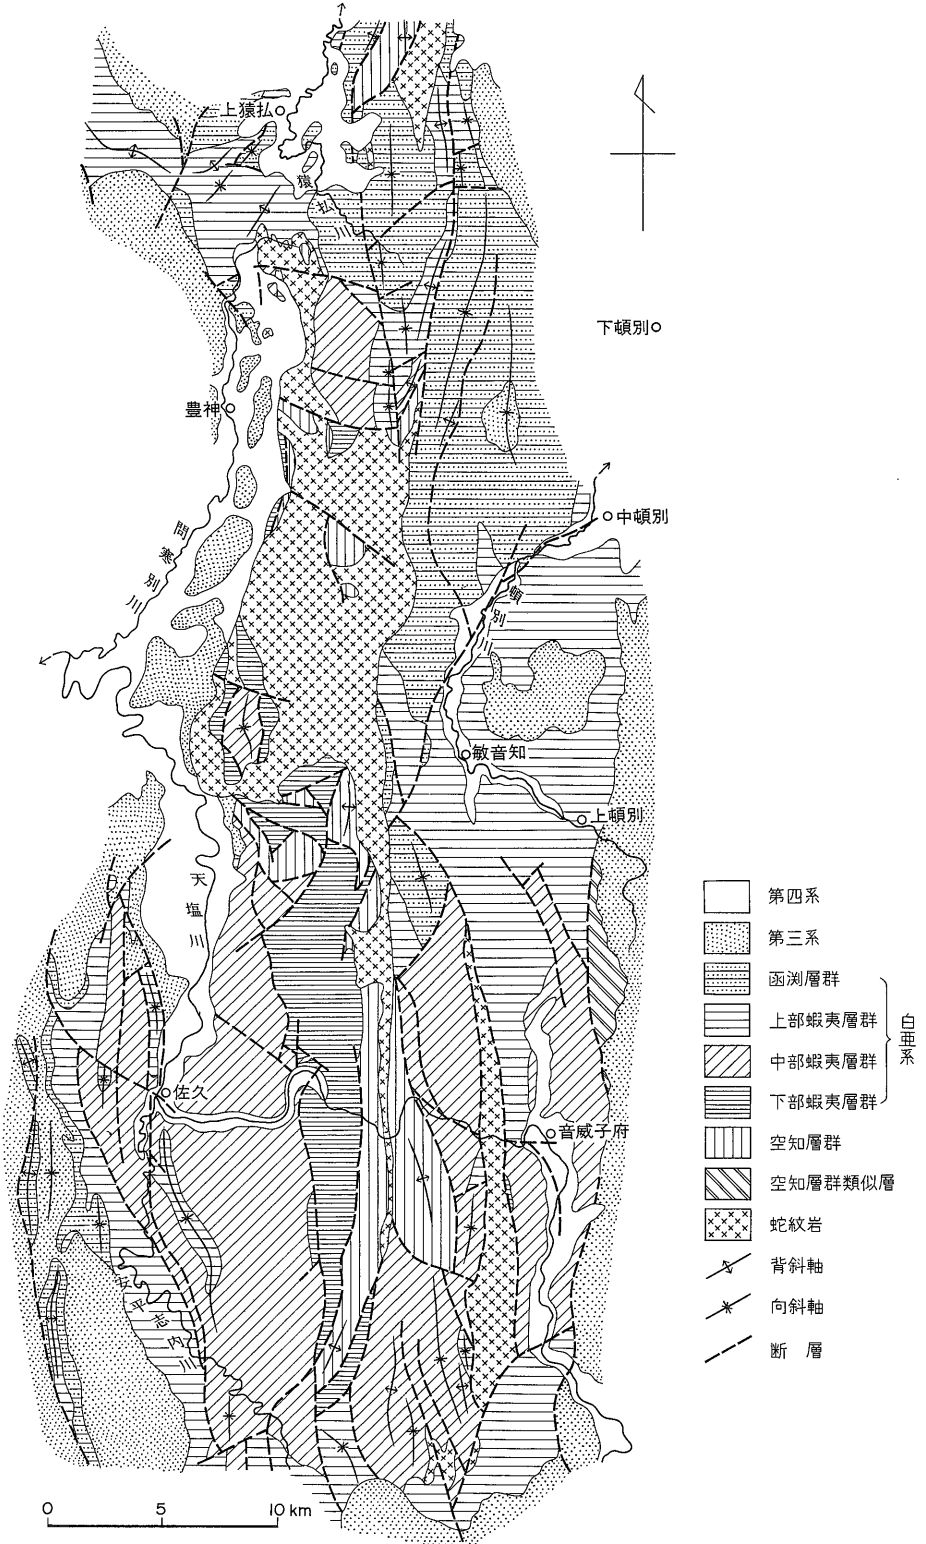 上猿払
猿払川
下頓別
豊神
中頓別
問寒別川
頓別川
敏音知
上頓別
天塩川
佐久
音威子府
安平志内川
第四系
第三系
函渕層群
上部蝦夷層群
中部蝦夷層群
下部蝦夷層群
白亜系
空知層群
空知層群類似層
蛇紋岩
背斜軸
向斜軸
断層
0 5 10 km